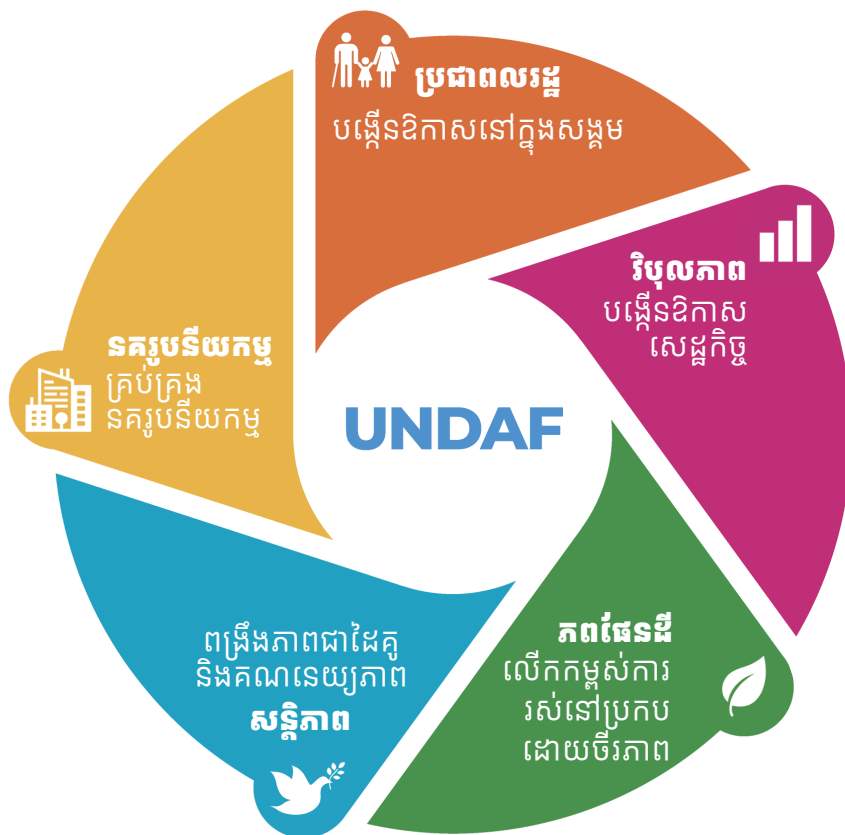 ប្រជាពលរដ្ឋ
បង្កើនឱកាសនៅក្នុងសង្គម
វិបុលភាព
បង្កើនឱកាស
សេដ្ឋកិច្ច
ភពផែនដី
លើកកម្ពស់ការ
រស់នៅប្រកប
ដោយចីរភាព
ពង្រឹងភាពជាដៃគូ
និងគណនេយ្យភាព
សន្តិភាព
នគរូបនីយកម្ម
គ្រប់គ្រង
នគរូបនីយកម្ម
UNDAF